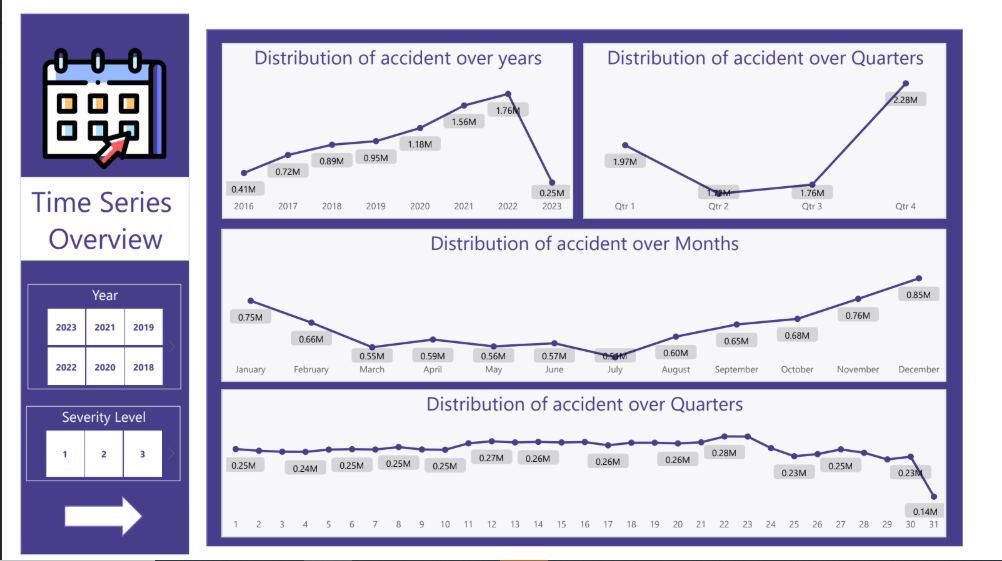 Time Series
Overview
Year
2023 2021 2019
2022 2020 2018
Severity Level
1 2 3
Distribution of accident over years
0.41M 0.72M 0.89M 0.95M 1.18M 1.56M 1.76M 0.25M
2016 2017 2018 2019 2020 2021 2022 2023
Distribution of accident over Quarters
1.97M 1.76M 2.28M
Qtr 1 Qtr 2 Qtr 3 Qtr 4
Distribution of accident over Months
0.75M 0.66M 0.55M 0.59M 0.56M 0.57M 0.60M 0.65M 0.68M 0.76M 0.85M
January February March April May June July August September October November December
Distribution of accident over Quarters
0.25M 0.24M 0.25M 0.25M 0.25M 0.27M 0.26M 0.26M 0.26M 0.28M 0.23M 0.25M 0.23M 0.14M
1 2 3 4 5 6 7 8 9 10 11 12 13 14 15 16 17 18 19 20 21 22 23 24 25 26 27 28 29 30 31